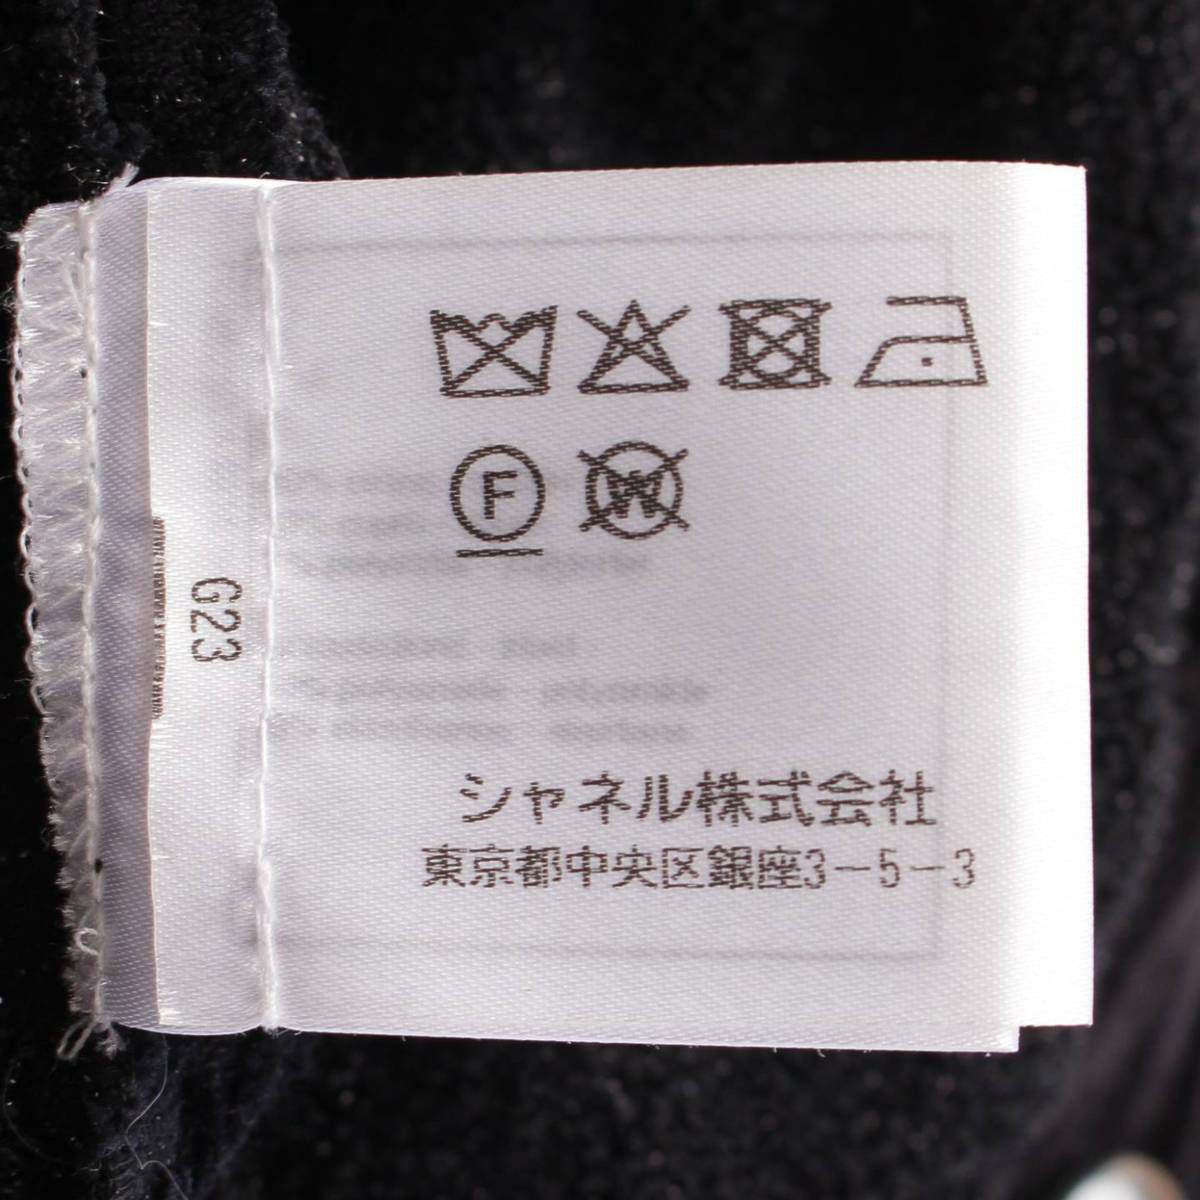 F W
G23
シャネル株式会社
東京都中央区銀座3-5-3